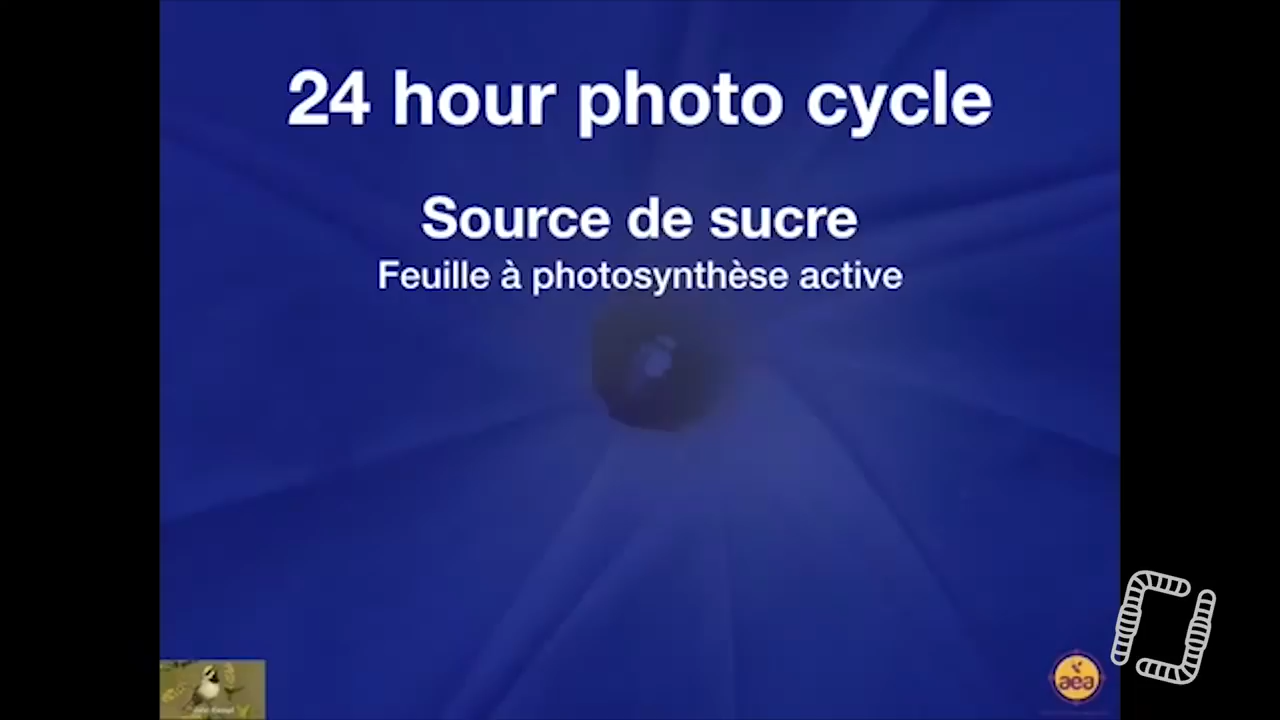 24 hour photo cycle
Source de sucre
Feuille à photosynthèse active
aea